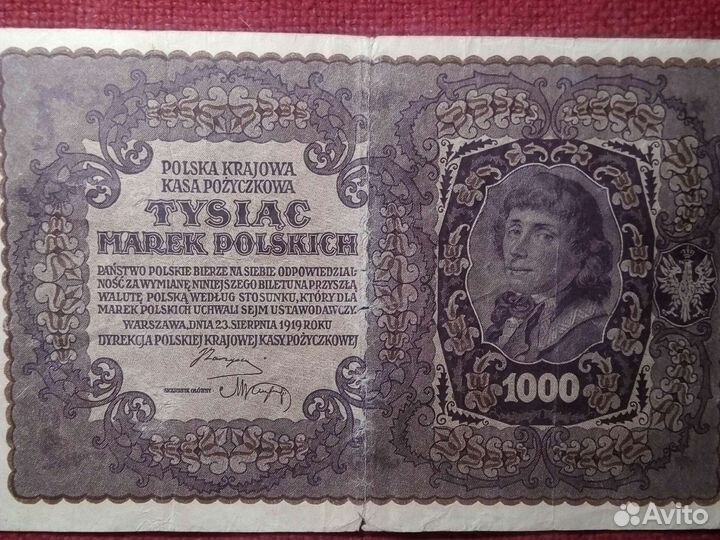 POLSKA KRAJOWA
KASA POŻYCZKOWA
TYSIĄC
MAREK POLSKICH
PAŃSTWO POLSKIE BIERZE NA SIEBIE ODPOWIEDZIAL
NOŚĆ ZA WYMIANĘ NINIEJSZEGO BILETU NA PRZYSZŁĄ
WALUTĘ POLSKĄ WEDŁUG STOSUNKU, KTÓRY DLA
MAREK POLSKICH UCHWALI SEJM USTAWODAWCZY.
WARSZAWA, DNIA 23. SIERPNIA 1919 ROKU
DYREKCJA POLSKIEJ KRAJOWEJ KASY POŻYCZKOWEJ
SKARBNIK GŁÓWNY
1000
Avito